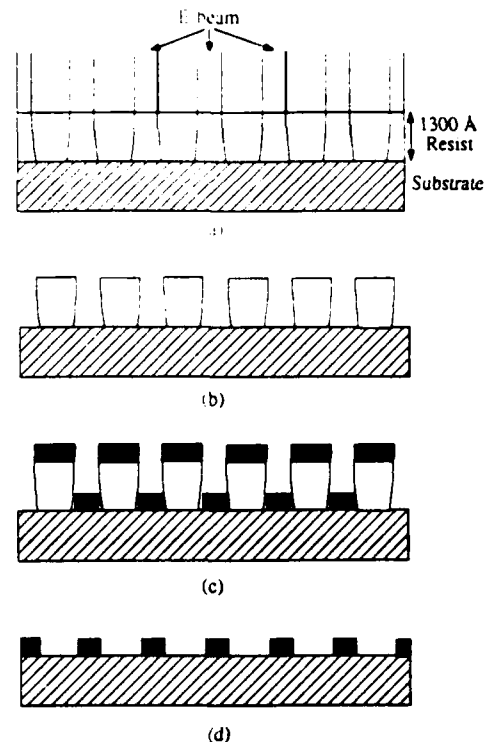 E beam
1300 Å
Resist
Substrate
a)
(b)
(c)
(d)